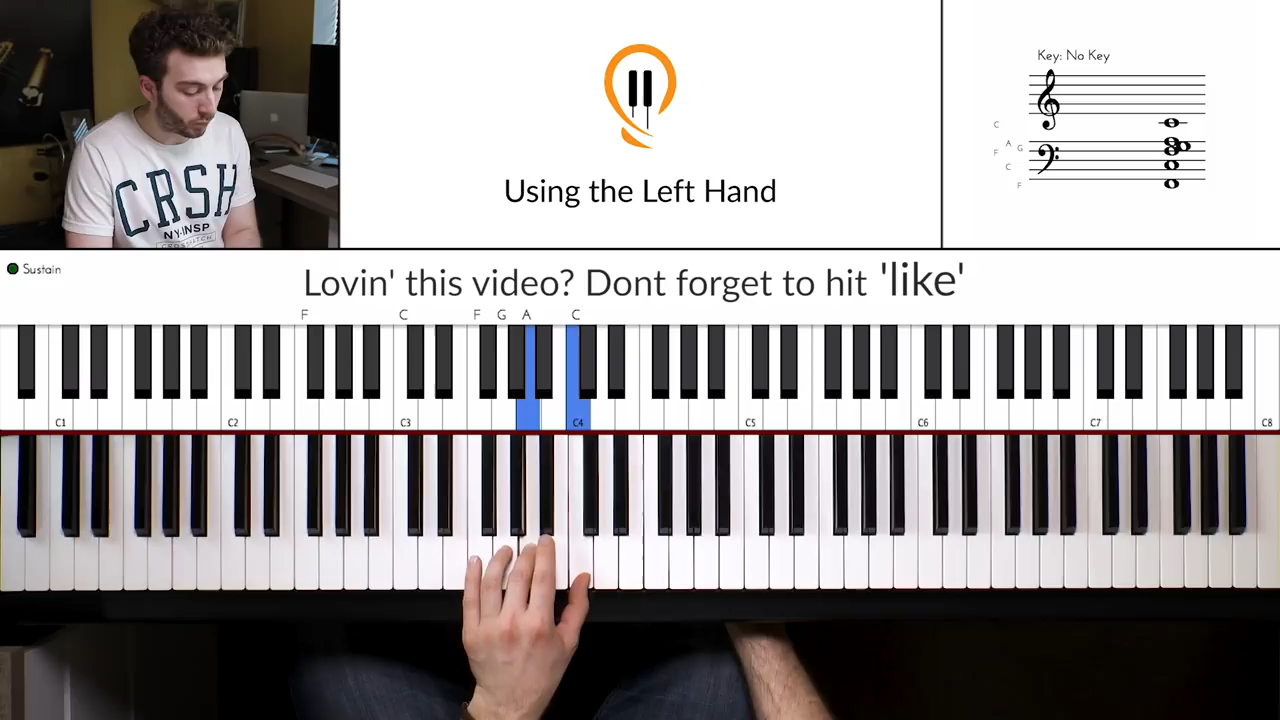 CRSH
NY-INSP
Using the Left Hand
Key: No Key
C
A
G
F
C
F
Sustain
Lovin' this video? Dont forget to hit 'like'
F C F G A C
C1 C2 C3 C4 C5 C6 C7 C8